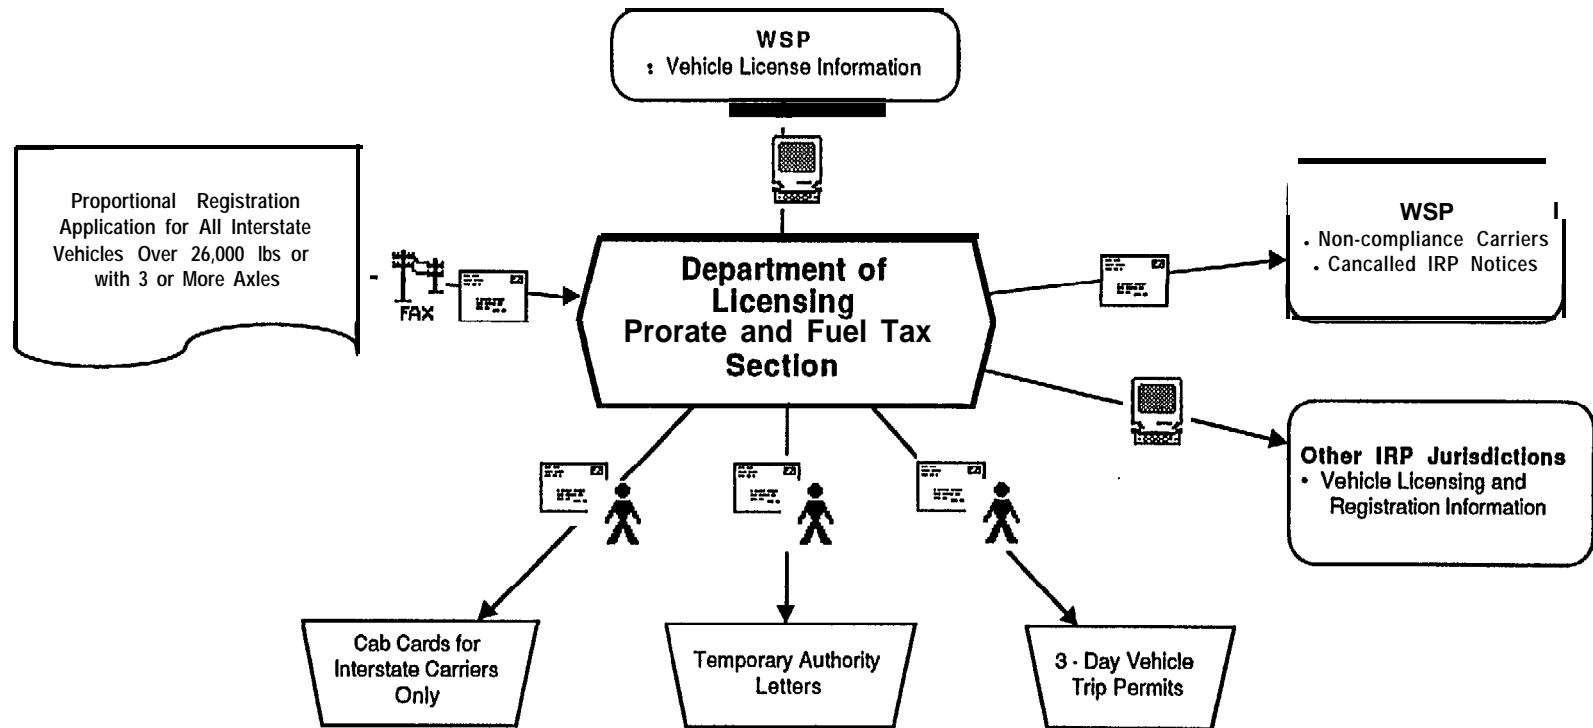 WSP
: Vehicle License Information
Proportional Registration
Application for All Interstate
Vehicles Over 26,000 lbs or
with 3 or More Axles
FAX
Department of
Licensing
Prorate and Fuel Tax
Section
WSP
• Non-compliance Carriers
• Cancalled IRP Notices
Other IRP Jurisdictions
• Vehicle Licensing and
Registration Information
Cab Cards for
Interstate Carriers
Only
Temporary Authority
Letters
3 - Day Vehicle
Trip Permits